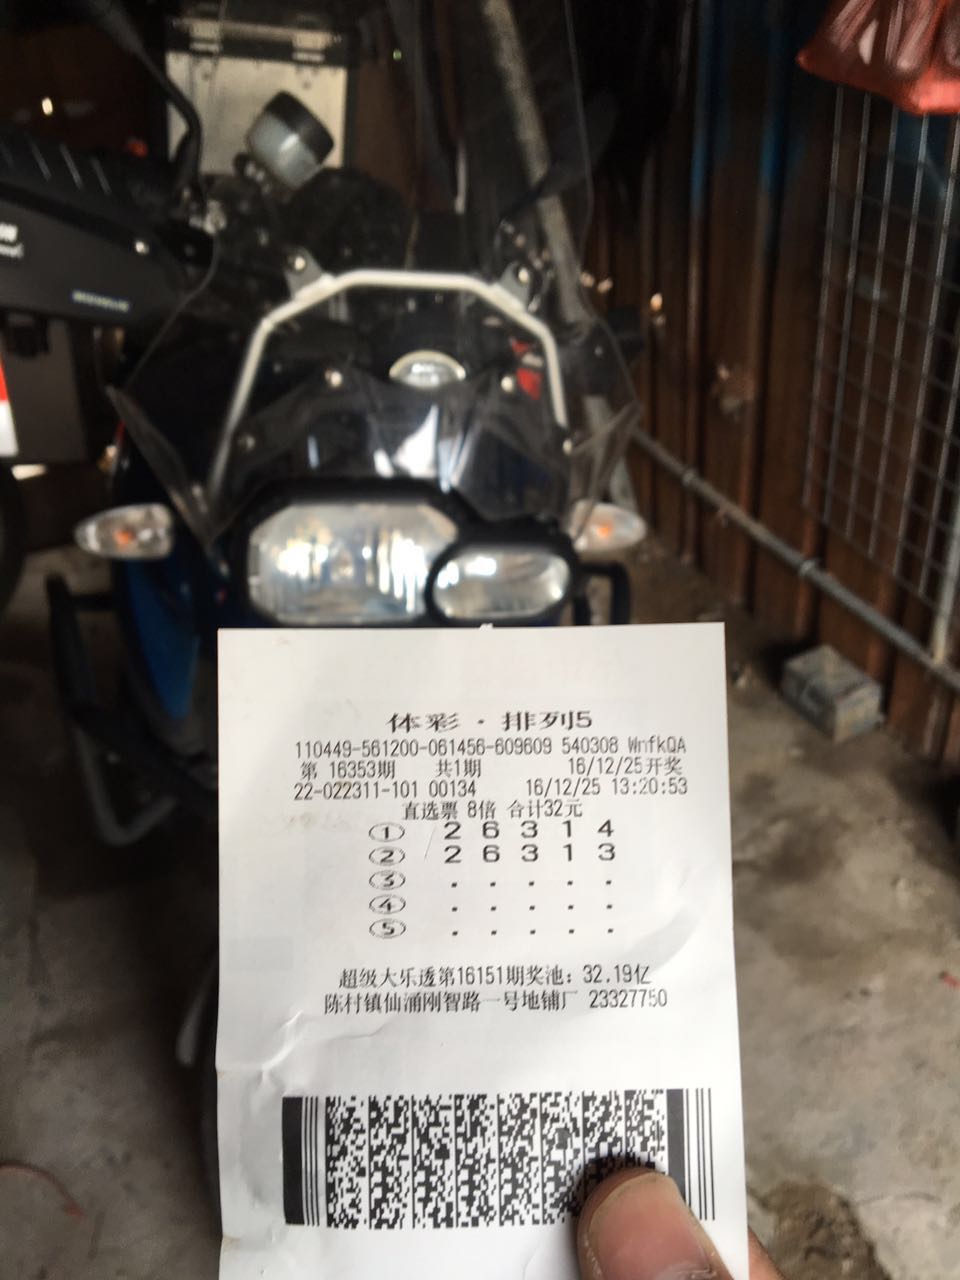 体彩·排列5
110449-561200-061456-609609 540308 WnfkQA
第 16353期 共1期 16/12/25开奖
22-022311-101 00134 16/12/25 13:20:53
直选票 8倍 合计32元
① 2 6 3 1 4
② 2 6 3 1 3
③ . . . . .
④ . . . . .
⑤ . . . . .
超级大乐透第16151期奖池：32.19亿
陈村镇仙涌刚智路一号地铺厂 23327750